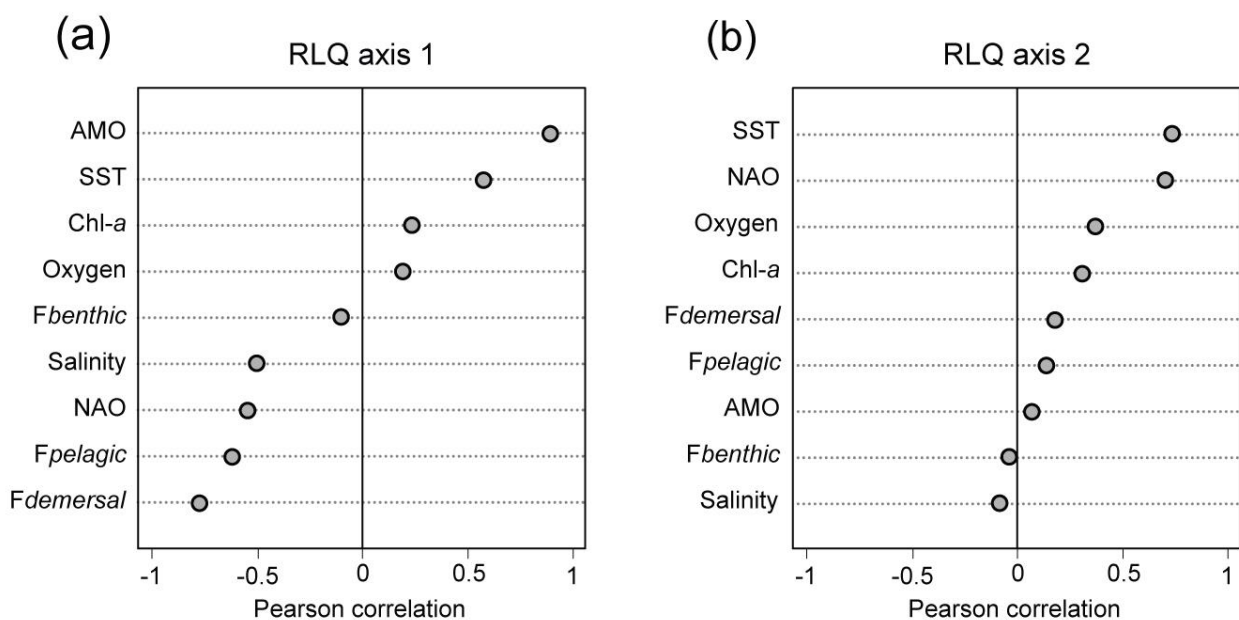 (a)
RLQ axis 1
AMO
SST
Chl-a
Oxygen
Fbenthic
Salinity
NAO
Fpelagic
Fdemersal
-1 -0.5 0 0.5 1
Pearson correlation
(b)
RLQ axis 2
SST
NAO
Oxygen
Chl-a
Fdemersal
Fpelagic
AMO
Fbenthic
Salinity
-1 -0.5 0 0.5 1
Pearson correlation